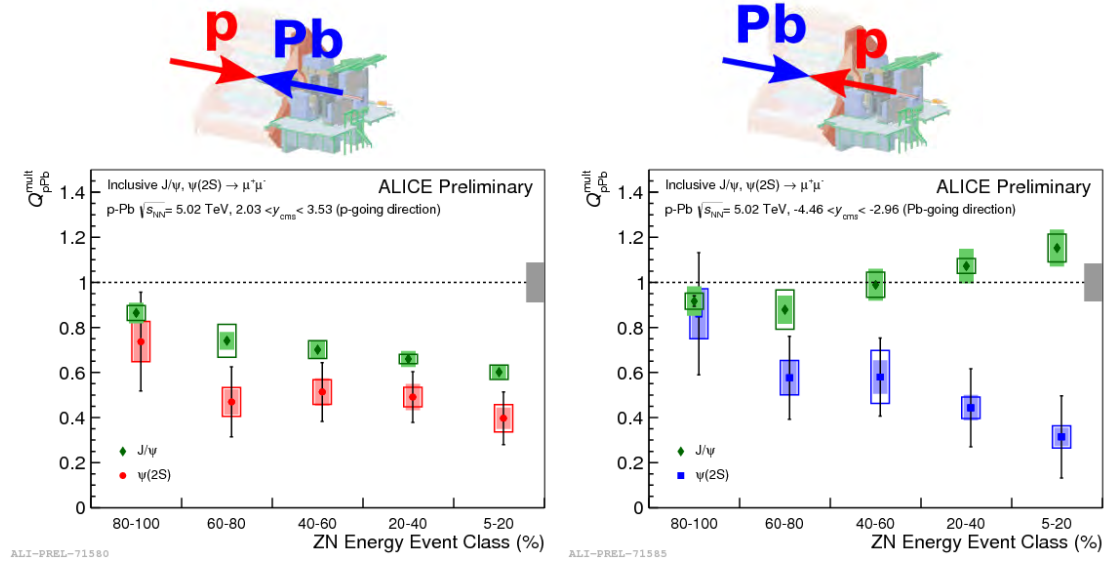 p
Pb
Pb
p
Q^mult_pPb
1.4
1.2
1
0.8
0.6
0.4
0.2
0
Inclusive J/ψ, ψ(2S) → μ⁺μ⁻
ALICE Preliminary
p-Pb √s_NN = 5.02 TeV, 2.03 <y_cms< 3.53 (p-going direction)
J/ψ
ψ(2S)
80-100
60-80
40-60
20-40
5-20
ZN Energy Event Class (%)
ALI-PREL-71580
Q^mult_pPb
1.4
1.2
1
0.8
0.6
0.4
0.2
0
Inclusive J/ψ, ψ(2S) → μ⁺μ⁻
ALICE Preliminary
p-Pb √s_NN = 5.02 TeV, -4.46 <y_cms< -2.96 (Pb-going direction)
J/ψ
ψ(2S)
80-100
60-80
40-60
20-40
5-20
ZN Energy Event Class (%)
ALI-PREL-71585